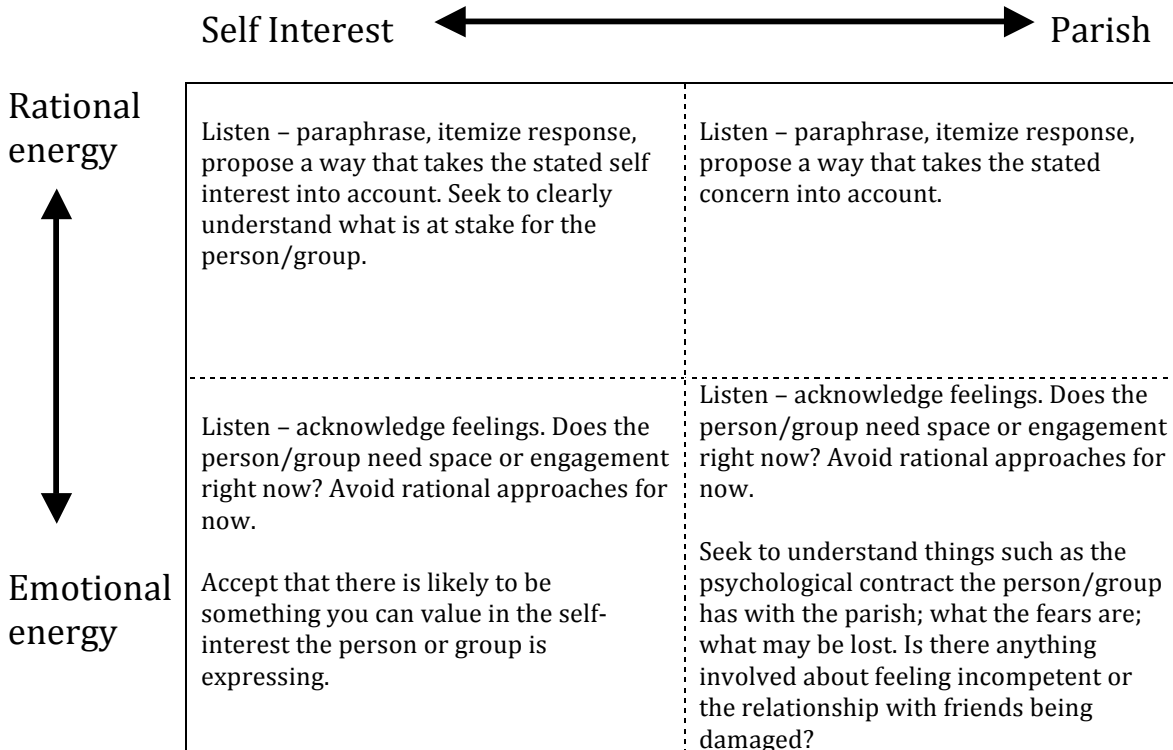 Self Interest
Parish
Rational
energy
Listen – paraphrase, itemize response,
propose a way that takes the stated self
interest into account. Seek to clearly
understand what is at stake for the
person/group.
Listen – paraphrase, itemize response,
propose a way that takes the stated
concern into account.
Emotional
energy
Listen – acknowledge feelings. Does the
person/group need space or engagement
right now? Avoid rational approaches for
now.
Accept that there is likely to be
something you can value in the self-
interest the person or group is
expressing.
Listen – acknowledge feelings. Does the
person/group need space or engagement
right now? Avoid rational approaches for
now.
Seek to understand things such as the
psychological contract the person/group
has with the parish; what the fears are;
what may be lost. Is there anything
involved about feeling incompetent or
the relationship with friends being
damaged?